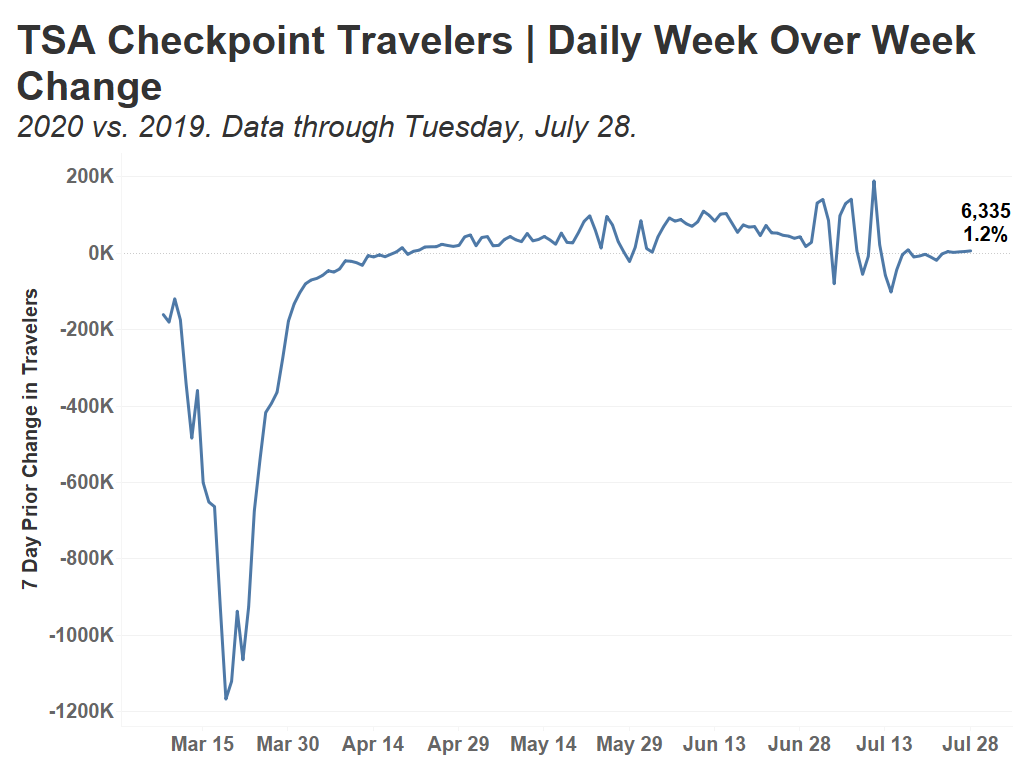 TSA Checkpoint Travelers | Daily Week Over Week
Change
2020 vs. 2019. Data through Tuesday, July 28.
7 Day Prior Change in Travelers
200K
0K
-200K
-400K
-600K
-800K
-1000K
-1200K
6,335
1.2%
Mar 15 Mar 30 Apr 14 Apr 29 May 14 May 29 Jun 13 Jun 28 Jul 13 Jul 28